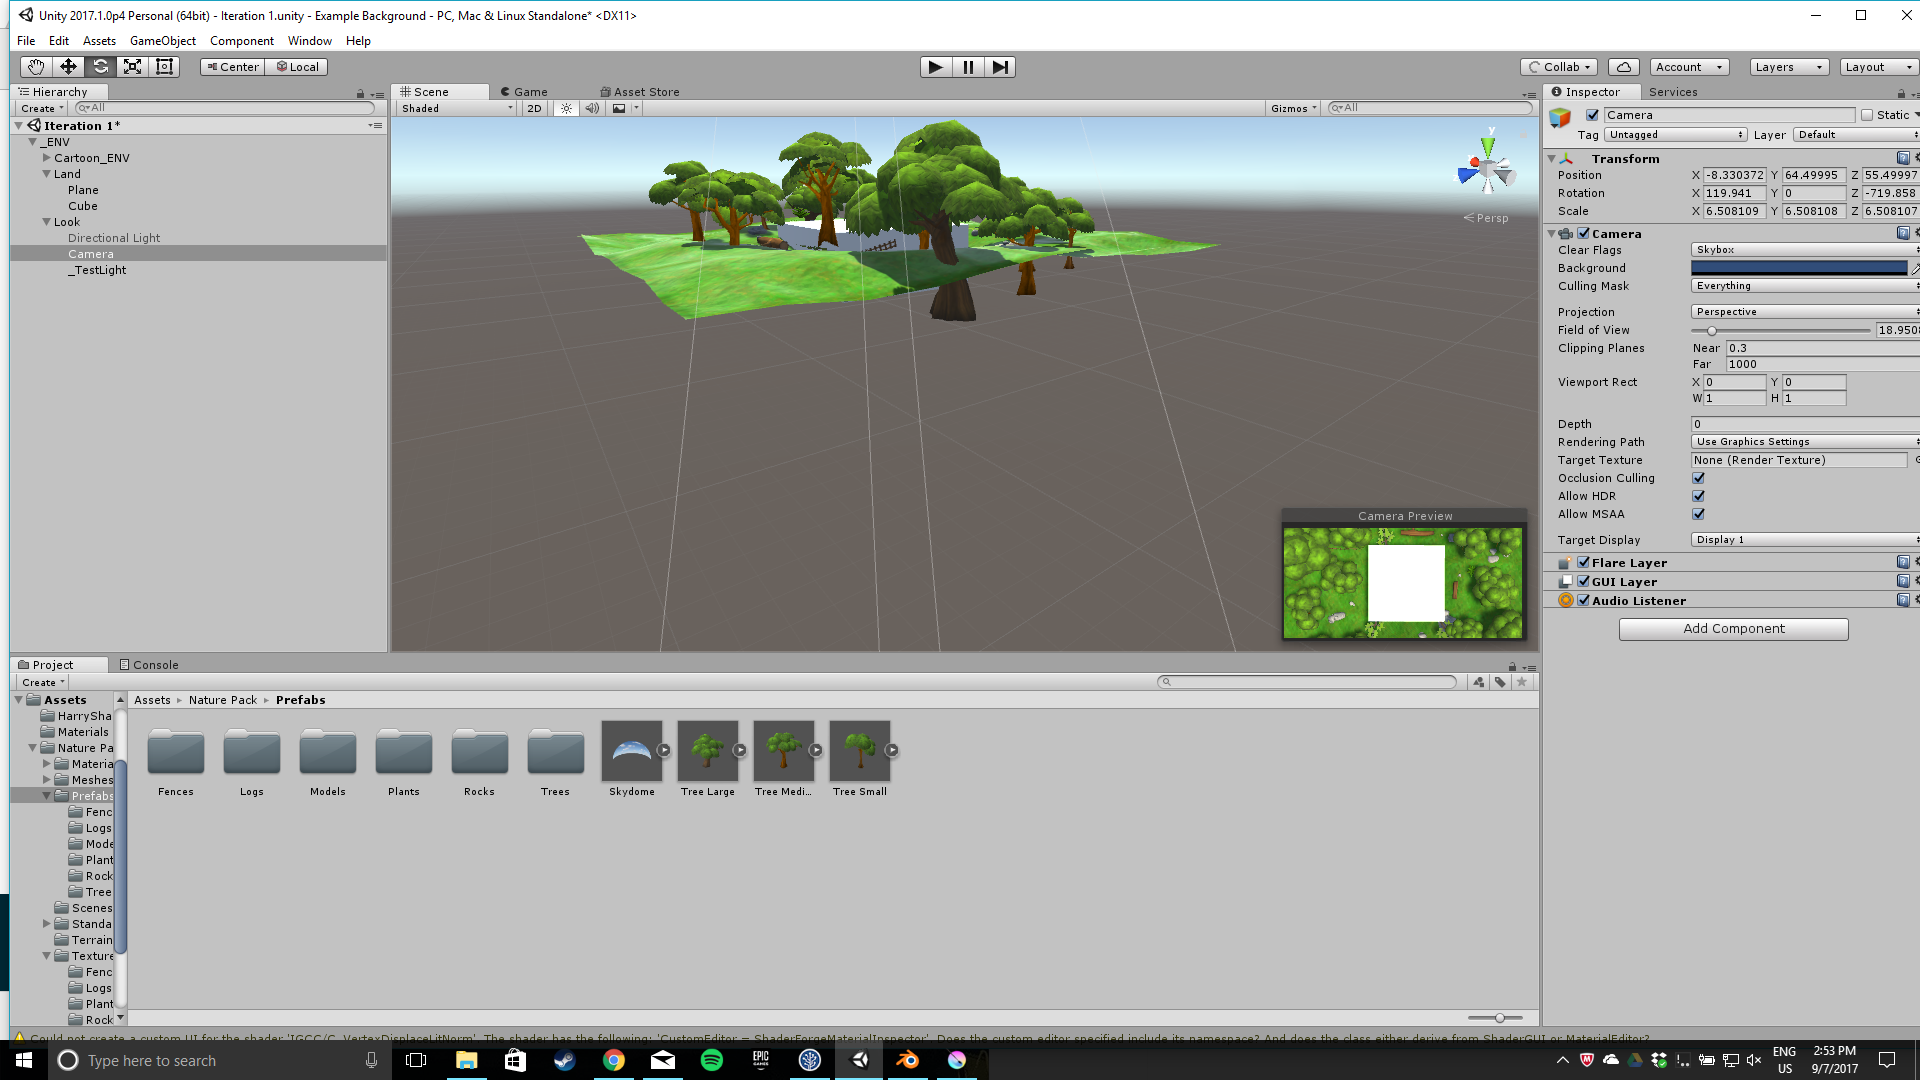 Unity 2017.1.0p4 Personal (64bit) - Iteration 1.unity - Example Background - PC, Mac & Linux Standalone* <DX11>
File Edit Assets GameObject Component Window Help
Center Local Collab Account Layers Layout
Hierarchy
Create All
Iteration 1*
_ENV
Cartoon_ENV
Land
Plane
Cube
Look
Directional Light
Camera
_TestLight
Scene Game Asset Store
Shaded 2D Gizmos All
y
Persp
Camera Preview
Inspector Services
Camera Static
Tag Untagged Layer Default
Transform
Position X -8.330372 Y 64.49995 Z 55.49997
Rotation X 119.941 Y 0 Z -719.858
Scale X 6.508109 Y 6.508108 Z 6.508107
Camera
Clear Flags Skybox
Background
Culling Mask Everything
Projection Perspective
Field of View 18.9508
Clipping Planes Near 0.3
Far 1000
Viewport Rect X 0 Y 0
W 1 H 1
Depth 0
Rendering Path Use Graphics Settings
Target Texture None (Render Texture)
Occlusion Culling
Allow HDR
Allow MSAA
Target Display Display 1
Flare Layer
GUI Layer
Audio Listener
Add Component
Project Console
Create
Assets
HarrySha
Materials
Nature Pa
Materia
Meshes
Prefabs
Fenc
Logs
Mode
Plant
Rock
Tree
Scenes
Standa
Terrain
Texture
Fenc
Logs
Plant
Rock
Assets Nature Pack Prefabs
Fences Logs Models Plants Rocks Trees Skydome Tree Large Tree Medi... Tree Small
Could not create a custom UI for the shader 'IGCC/C_VertexDisplaceLitNorm'. The shader has the following: 'CustomEditor = ShaderForgeMaterialInspector'. Does the custom editor specified include its namespace? And does the class either derive from ShaderGUI or MaterialEditor?
Type here to search
EPIC GAMES
ENG
US
2:53 PM
9/7/2017